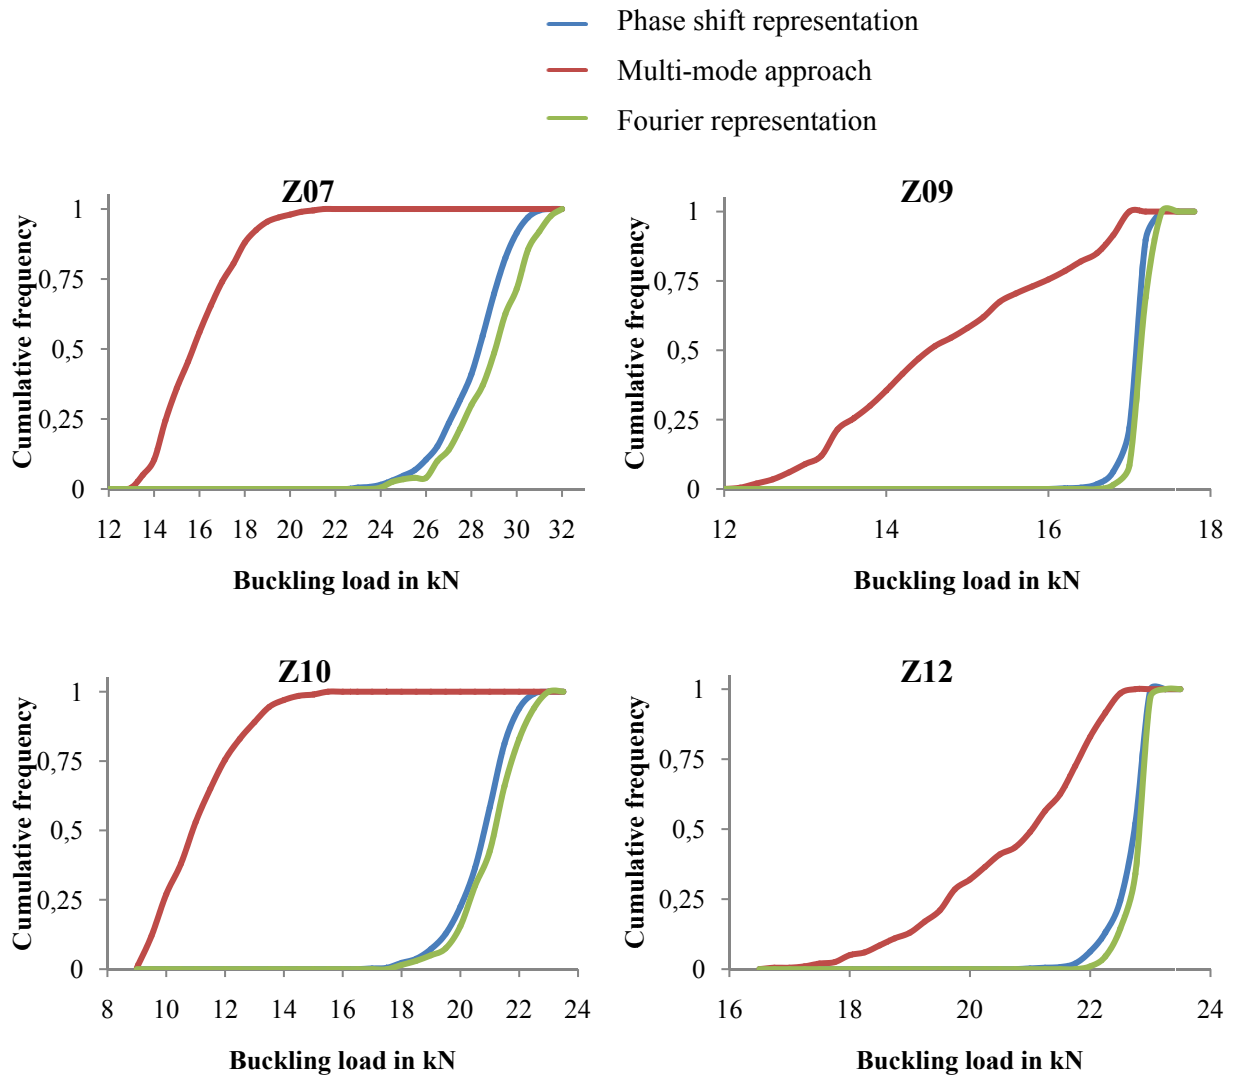 Phase shift representation
Multi-mode approach
Fourier representation
Z07
Cumulative frequency
1
0,75
0,5
0,25
0
12 14 16 18 20 22 24 26 28 30 32
Buckling load in kN
Z09
Cumulative frequency
1
0,75
0,5
0,25
0
12 14 16 18
Buckling load in kN
Z10
Cumulative frequency
1
0,75
0,5
0,25
0
8 10 12 14 16 18 20 22 24
Buckling load in kN
Z12
Cumulative frequency
1
0,75
0,5
0,25
0
16 18 20 22 24
Buckling load in kN